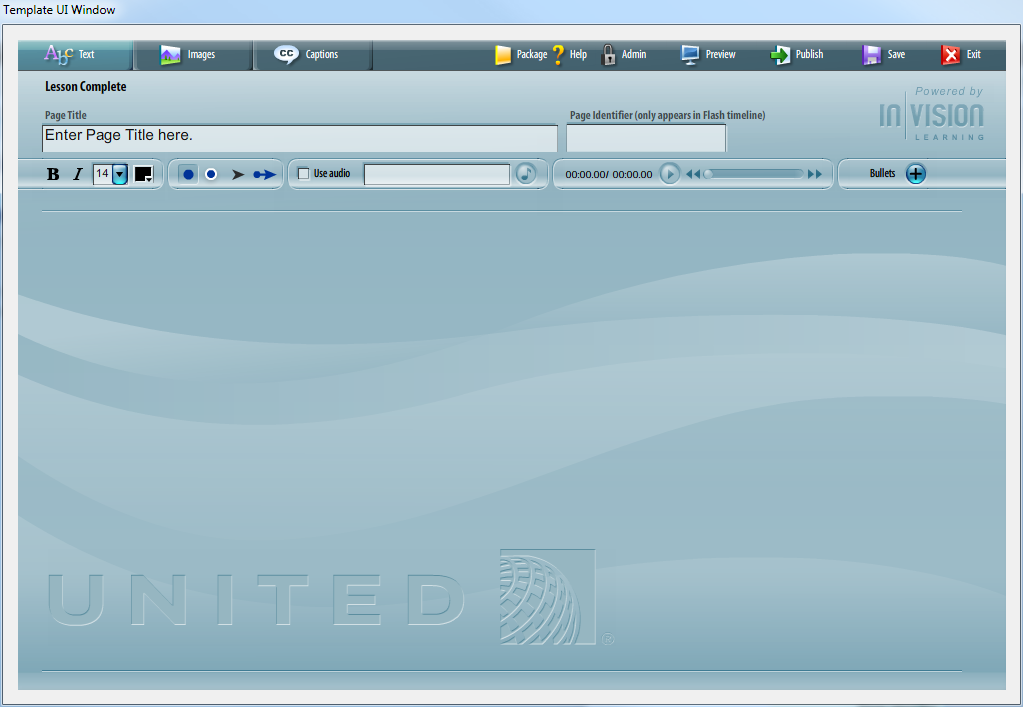 Template UI Window
Abc Text Images CC Captions Package ? Help Admin Preview Publish Save Exit
Lesson Complete
Powered by
IN VISION
LEARNING
Page Title
Page Identifier (only appears in Flash timeline)
Enter Page Title here.
B I 14 Use audio 00:00.00/ 00:00.00 Bullets
UNITED ®